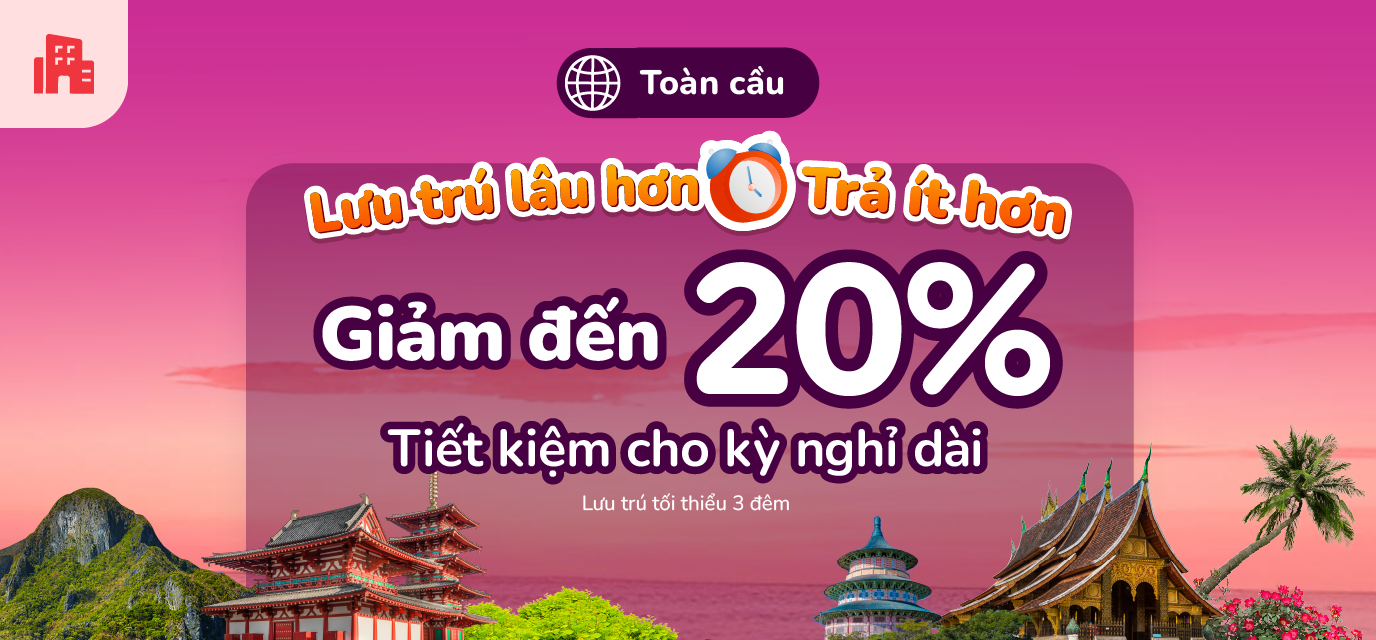 Toàn cầu
Lưu trú lâu hơn Trả ít hơn
Giảm đến 20%
Tiết kiệm cho kỳ nghỉ dài
Lưu trú tối thiểu 3 đêm